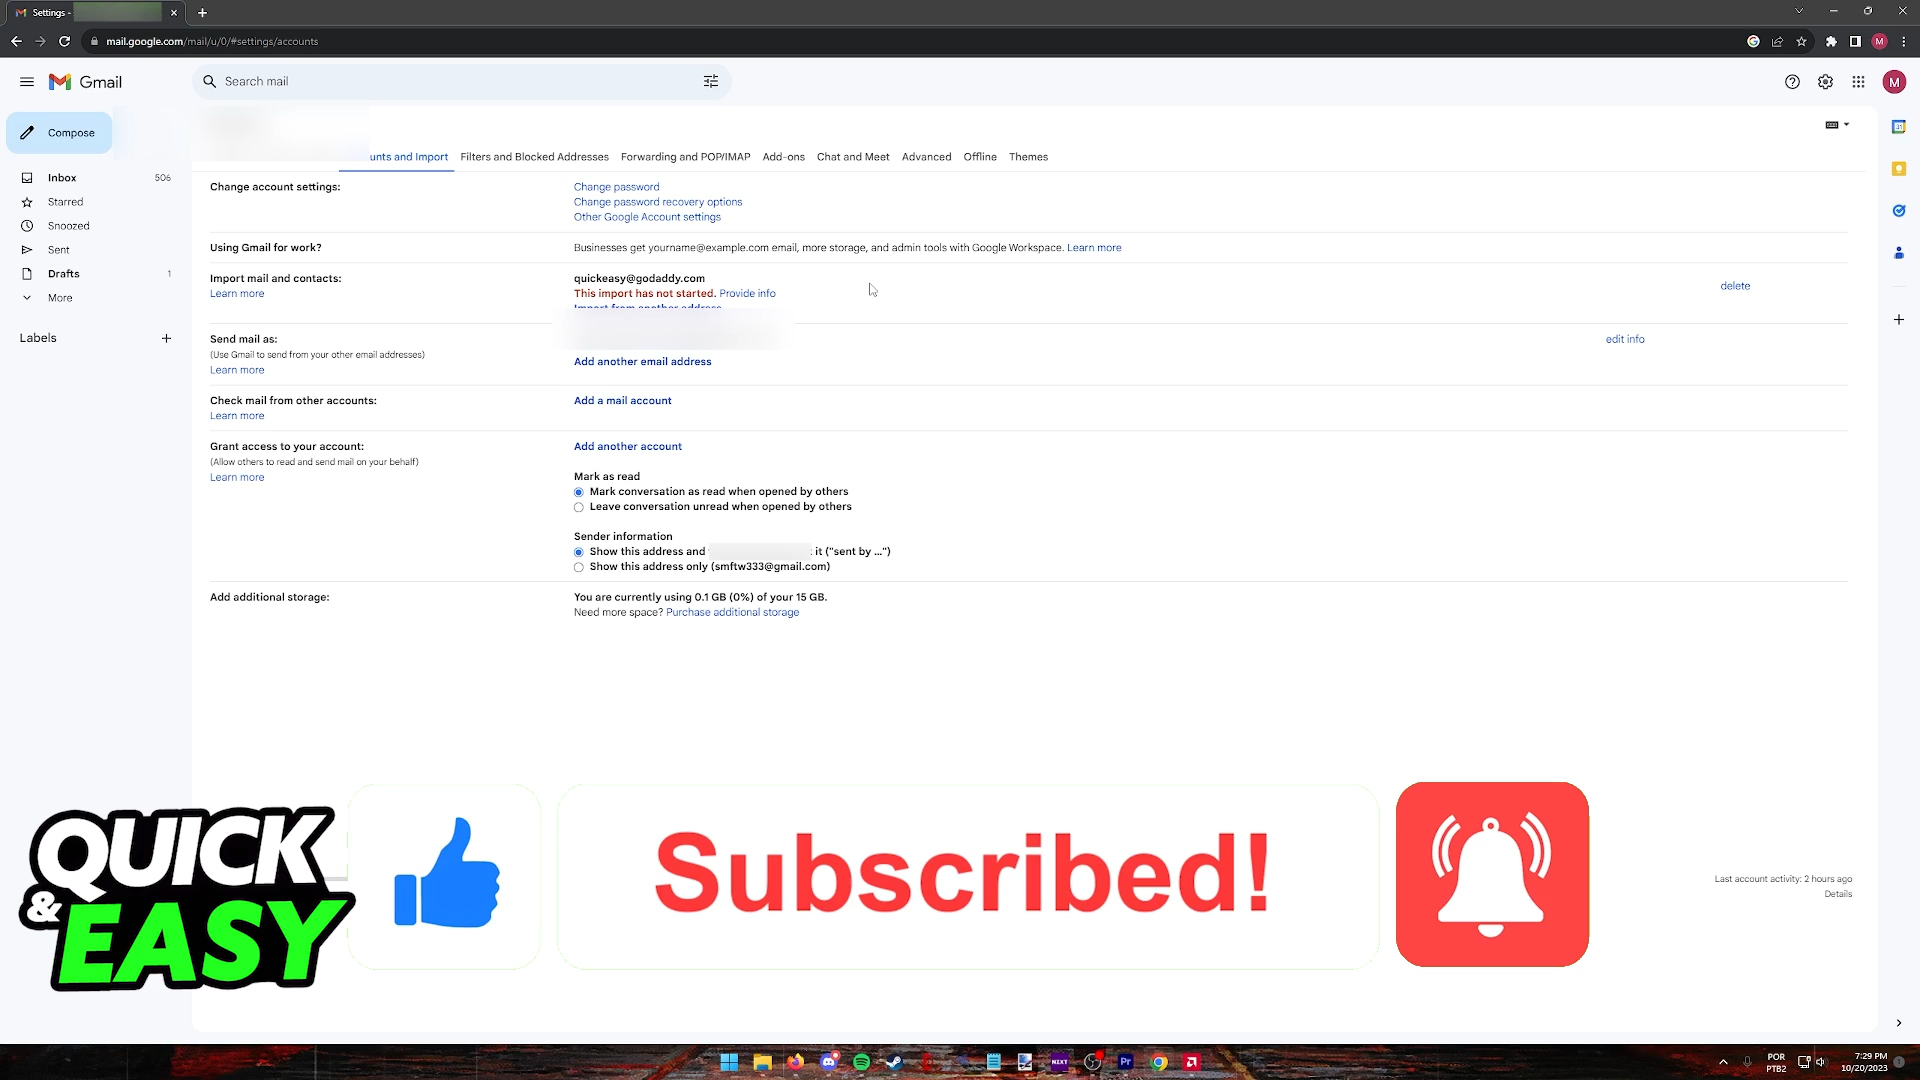 Settings -
mail.google.com/mail/u/0/#settings/accounts
M
Gmail
Search mail
M
Compose
Inbox 506
Starred
Snoozed
Sent
Drafts 1
More
Labels
unts and Import Filters and Blocked Addresses Forwarding and POP/IMAP Add-ons Chat and Meet Advanced Offline Themes
Change account settings:
Change password
Change password recovery options
Other Google Account settings
Using Gmail for work?
Businesses get yourname@example.com email, more storage, and admin tools with Google Workspace. Learn more
Import mail and contacts:
Learn more
quickeasy@godaddy.com
This import has not started. Provide info
Import from another address
delete
Send mail as:
(Use Gmail to send from your other email addresses)
Learn more
Add another email address
edit info
Check mail from other accounts:
Learn more
Add a mail account
Grant access to your account:
(Allow others to read and send mail on your behalf)
Learn more
Add another account
Mark as read
Mark conversation as read when opened by others
Leave conversation unread when opened by others
Sender information
Show this address and it ("sent by ...")
Show this address only (smftw333@gmail.com)
Add additional storage:
You are currently using 0.1 GB (0%) of your 15 GB.
Need more space? Purchase additional storage
QUICK
& EASY
Subscribed!
Last account activity: 2 hours ago
Details
31
NZXT
Pr
POR
PTB2
7:29 PM
10/20/2023